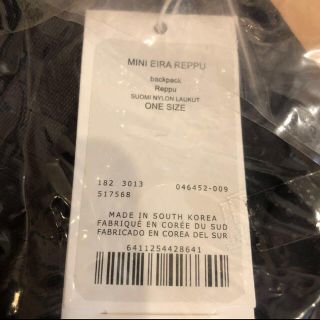 MINI EIRA REPPU
backpack
Reppu
SUOMI NYLON LAUKUT
ONE SIZE
182 3013 046452-009
517568
MADE IN SOUTH KOREA
FABRIQUÉ EN CORÉE DU SUD
FABRICADO EN COREA DEL SUR
6411254428641